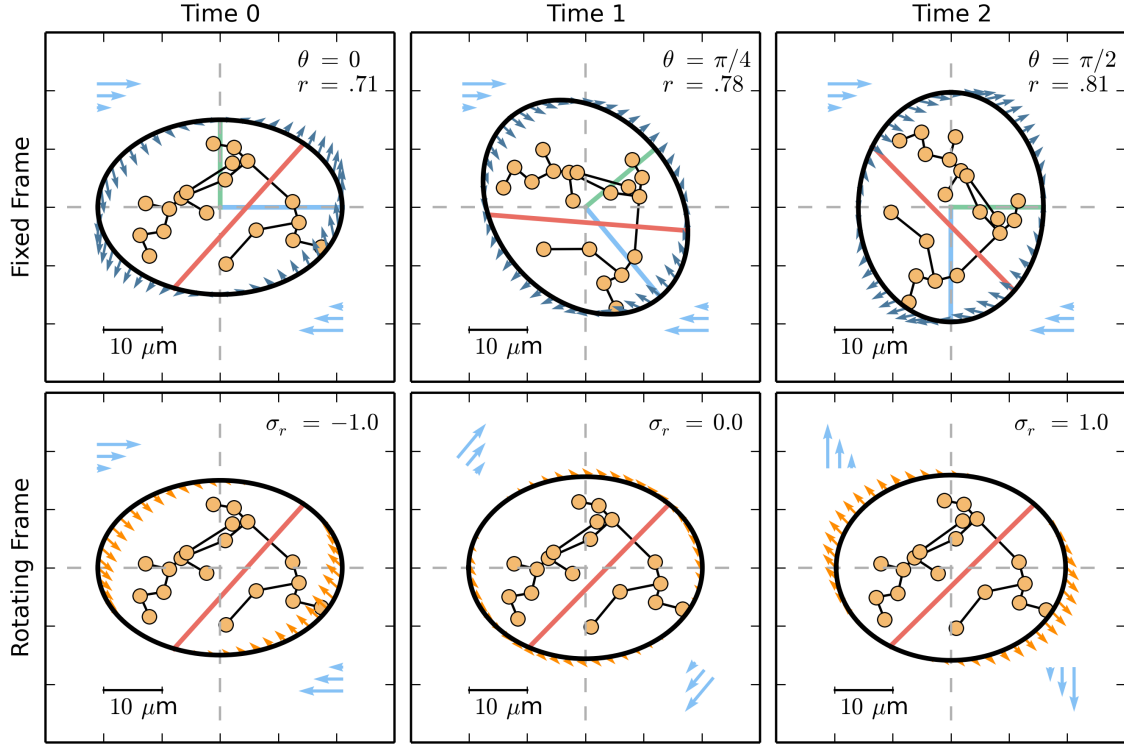 Time 0
Time 1
Time 2
Fixed Frame
θ = 0
r = .71
10 μm
θ = π/4
r = .78
10 μm
θ = π/2
r = .81
10 μm
Rotating Frame
σr = −1.0
10 μm
σr = 0.0
10 μm
σr = 1.0
10 μm